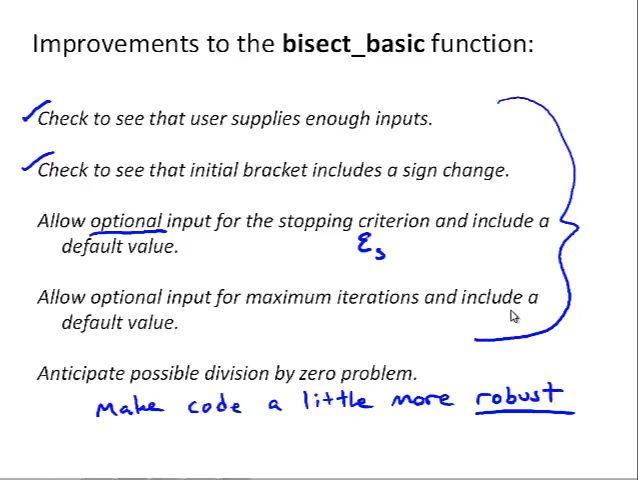 Improvements to the bisect_basic function:
Check to see that user supplies enough inputs.
Check to see that initial bracket includes a sign change.
Allow optional input for the stopping criterion and include a
default value.
εs
Allow optional input for maximum iterations and include a
default value.
Anticipate possible division by zero problem.
Make code a little more robust